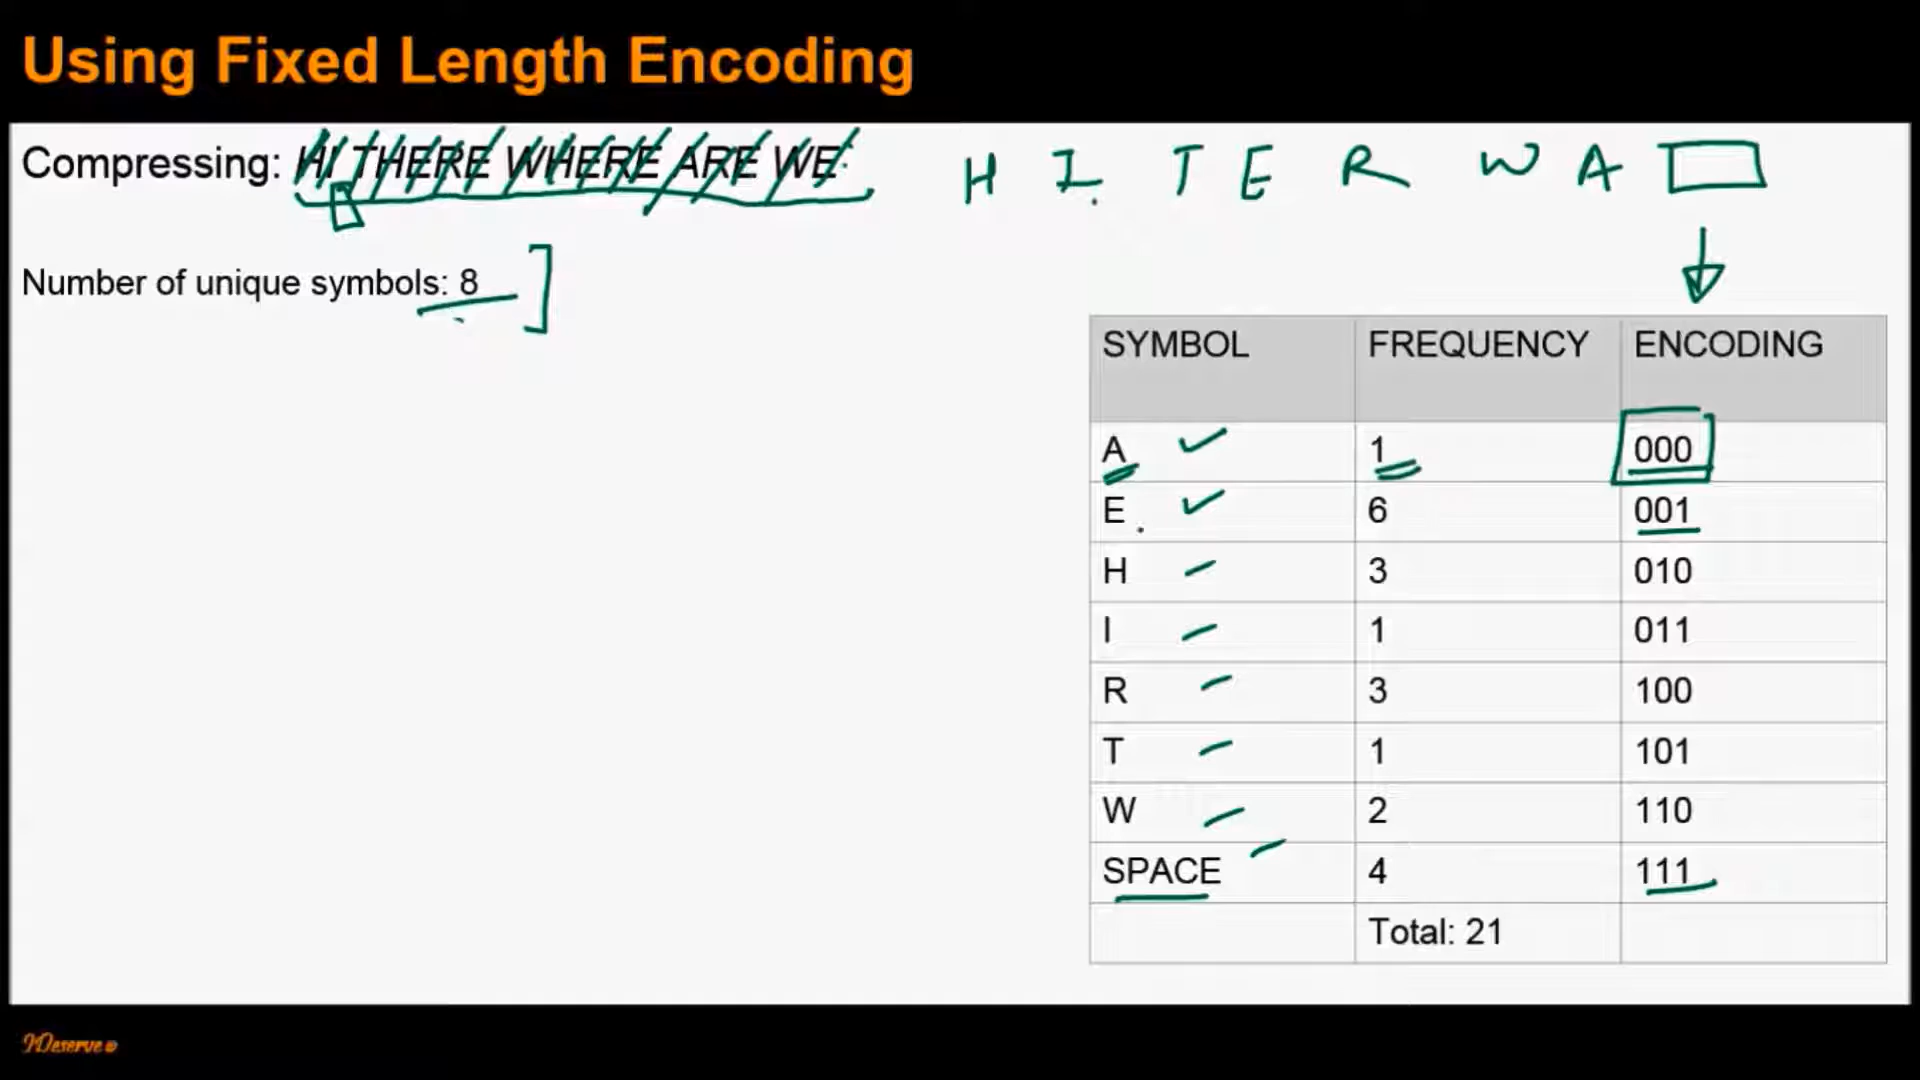 Using Fixed Length Encoding
Compressing: HI THERE WHERE ARE WE H I T E R W A
Number of unique symbols: 8
SYMBOL FREQUENCY ENCODING
A 1 000
E 6 001
H 3 010
I 1 011
R 3 100
T 1 101
W 2 110
SPACE 4 111
Total: 21
IDeserve